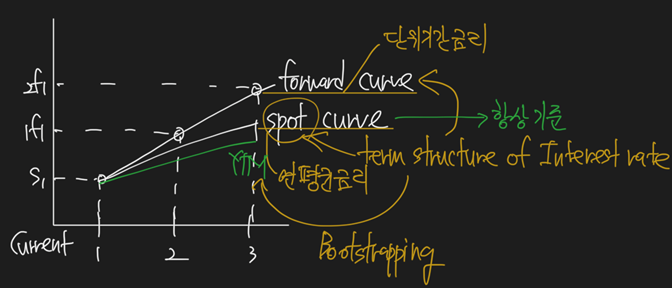 단위기간금리
₂f₁
forward curve
₁f₁
spot curve
항상 기준
term structure of Interest rate
S₁
YTM
연평균금리
Current
1
2
3
Bootstrapping